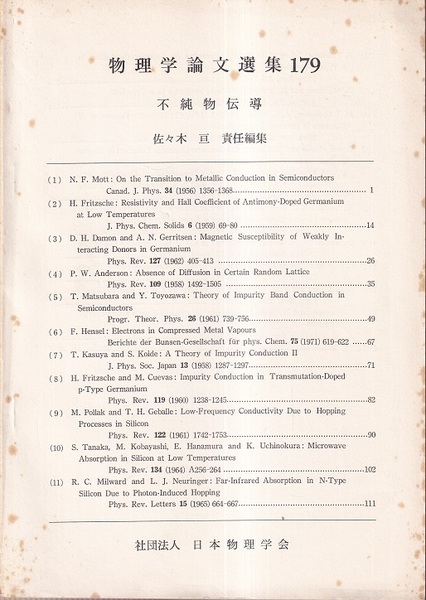 物理学論文選集 179
不純物伝導
佐々木 亘 責任編集
(1) N. F. Mott: On the Transition to Metallic Conduction in Semiconductors
Canad. J. Phys. 34 (1956) 1356-1368 1
(2) H. Fritzsche: Resistivity and Hall Coefficient of Antimony-Doped Germanium
at Low Temperatures
J. Phys. Chem. Solids 6 (1959) 69-80 14
(3) D. H. Damon and A. N. Gerritsen: Magnetic Susceptibility of Weakly In-
teracting Donors in Germanium
Phys. Rev. 127 (1962) 405-413 26
(4) P. W. Anderson: Absence of Diffusion in Certain Random Lattice
Phys. Rev. 109 (1958) 1492-1505 35
(5) T. Matsubara and Y. Toyozawa: Theory of Impurity Band Conduction in
Semiconductors
Progr. Theor. Phys. 26 (1961) 739-756 49
(6) F. Hensel: Electrons in Compressed Metal Vapours
Berichte der Bunsen-Gesellschaft für phys. Chem. 75 (1971) 619-622 67
(7) T. Kasuya and S. Koide: A Theory of Impurity Conduction II
J. Phys. Soc. Japan 13 (1958) 1287-1297 71
(8) H. Fritzsche and M. Cuevas: Impurity Conduction in Transmutation-Doped
p-Type Germanium
Phys. Rev. 119 (1960) 1238-1245 82
(9) M. Pollak and T. H. Geballe: Low-Frequency Conductivity Due to Hopping
Processes in Silicon
Phys. Rev. 122 (1961) 1742-1753 90
(10) S. Tanaka, M. Kobayashi, E. Hanamura and K. Uchinokura: Microwave
Absorption in Silicon at Low Temperatures
Phys. Rev. 134 (1964) A256-264 102
(11) R. C. Milward and L. J. Neuringer: Far-Infrared Absorption in N-Type
Silicon Due to Photon-Induced Hopping
Phys. Rev. Letters 15 (1965) 664-667 111
社団法人 日本物理学会